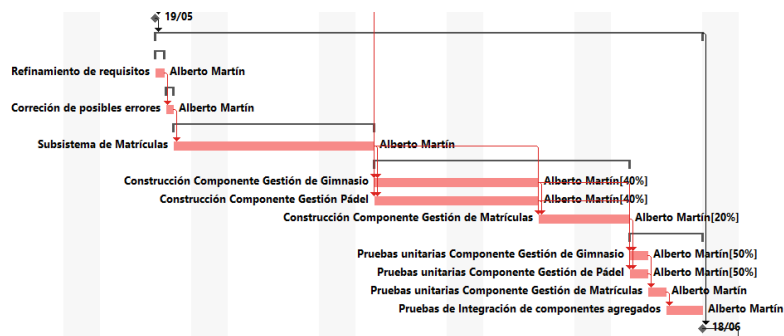 19/05
Refinamiento de requisitos Alberto Martín
Correción de posibles errores Alberto Martín
Subsistema de Matrículas Alberto Martín
Construcción Componente Gestión de Gimnasio Alberto Martín[40%]
Construcción Componente Gestión Pádel Alberto Martín[40%]
Construcción Componente Gestión de Matrículas Alberto Martín[20%]
Pruebas unitarias Componente Gestión de Gimnasio Alberto Martín[50%]
Pruebas unitarias Componente Gestión de Pádel Alberto Martín[50%]
Pruebas unitarias Componente Gestión de Matrículas Alberto Martín
Pruebas de Integración de componentes agregados Alberto Martín
18/06